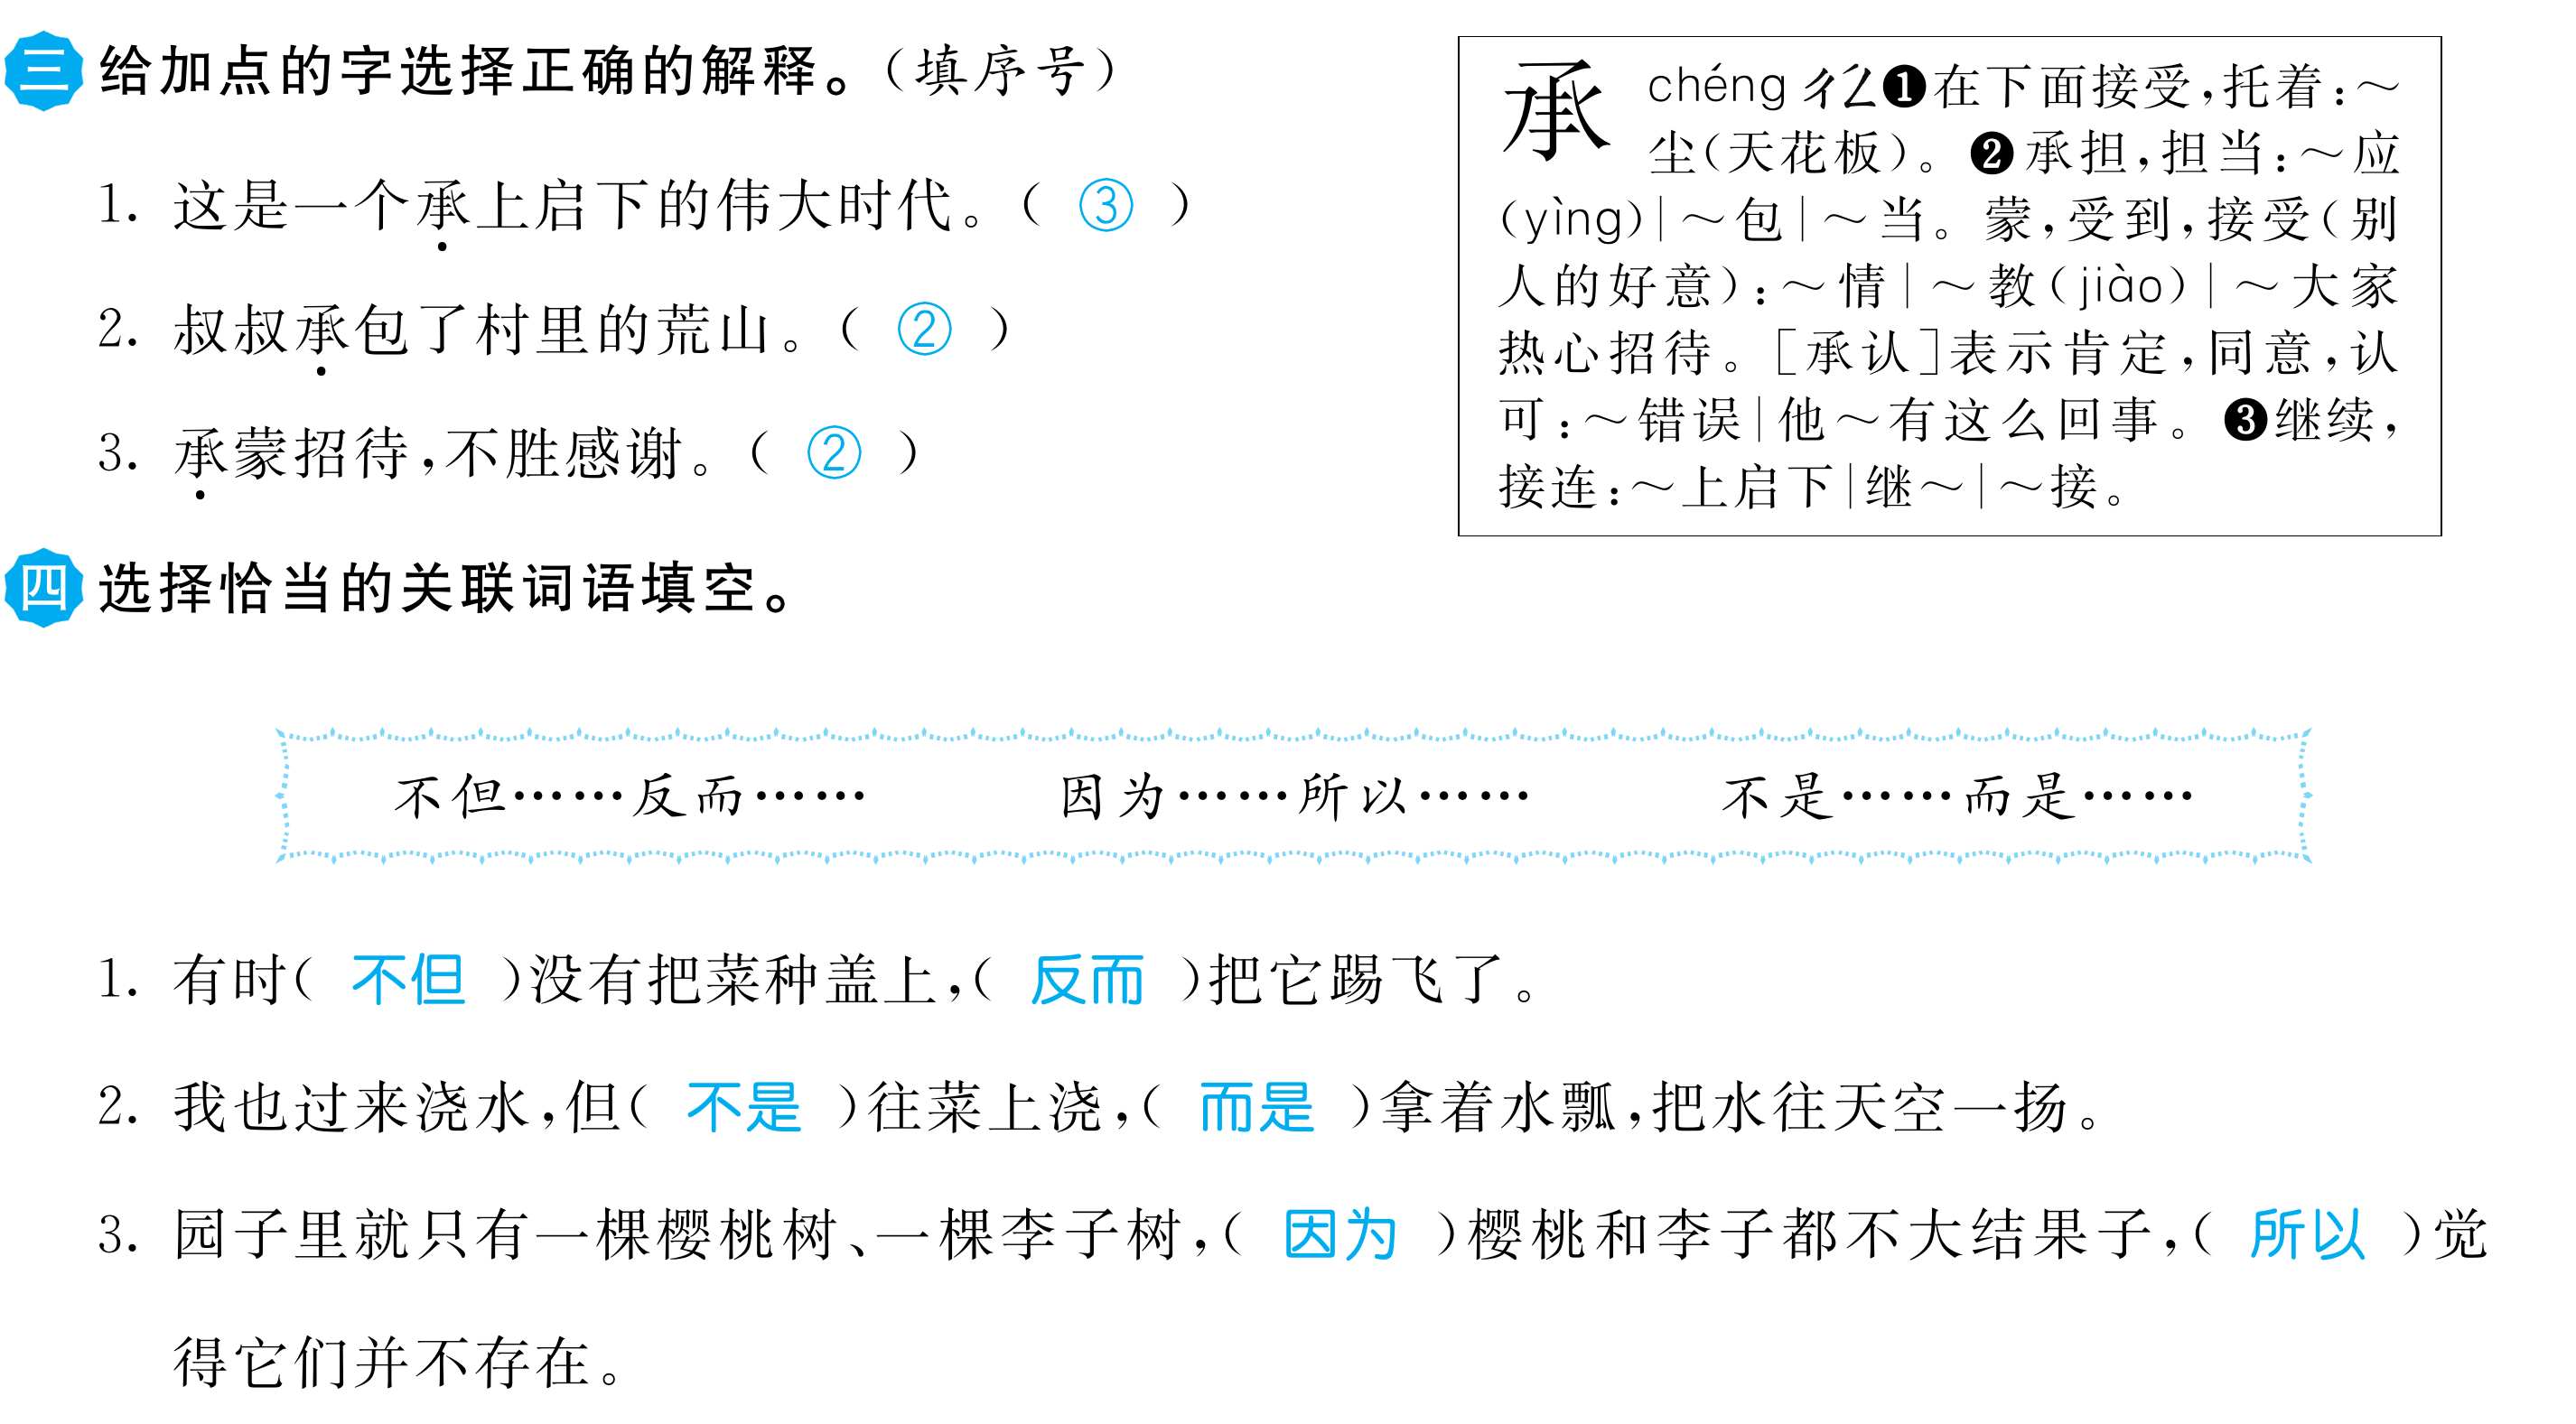 三 给加点的字选择正确的解释。（填序号）
1. 这是一个承上启下的伟大时代。（ ③ ）
2. 叔叔承包了村里的荒山。（ ② ）
3. 承蒙招待,不胜感谢。（ ② ）
承 chéng ㄔㄥ❶在下面接受,托着:～
尘(天花板)。❷承担,担当:～应
(yìng)|～包|～当。蒙,受到,接受(别
人的好意):～情|～教(jiào)|～大家
热心招待。[承认]表示肯定,同意,认
可:～错误|他～有这么回事。❸继续,
接连:～上启下|继～|～接。
四 选择恰当的关联词语填空。
不但……反而…… 因为……所以…… 不是……而是……
1. 有时( 不但 )没有把菜种盖上,( 反而 )把它踢飞了。
2. 我也过来浇水,但( 不是 )往菜上浇,( 而是 )拿着水瓢,把水往天空一扬。
3. 园子里就只有一棵樱桃树、一棵李子树,( 因为 )樱桃和李子都不大结果子,( 所以 )觉
得它们并不存在。